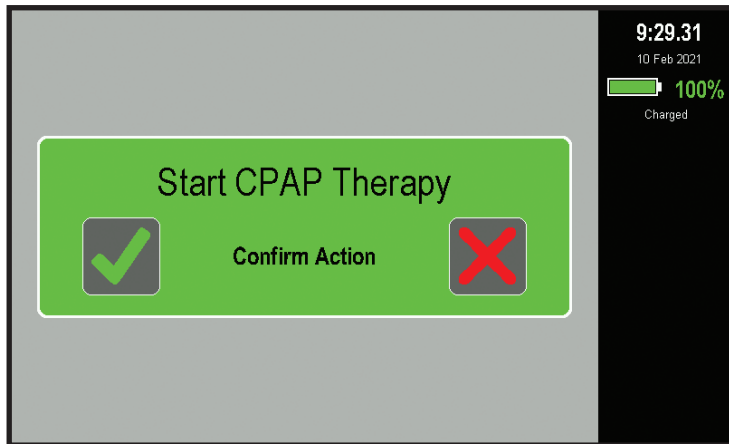 9:29.31
10 Feb 2021
100%
Charged
Start CPAP Therapy
Confirm Action